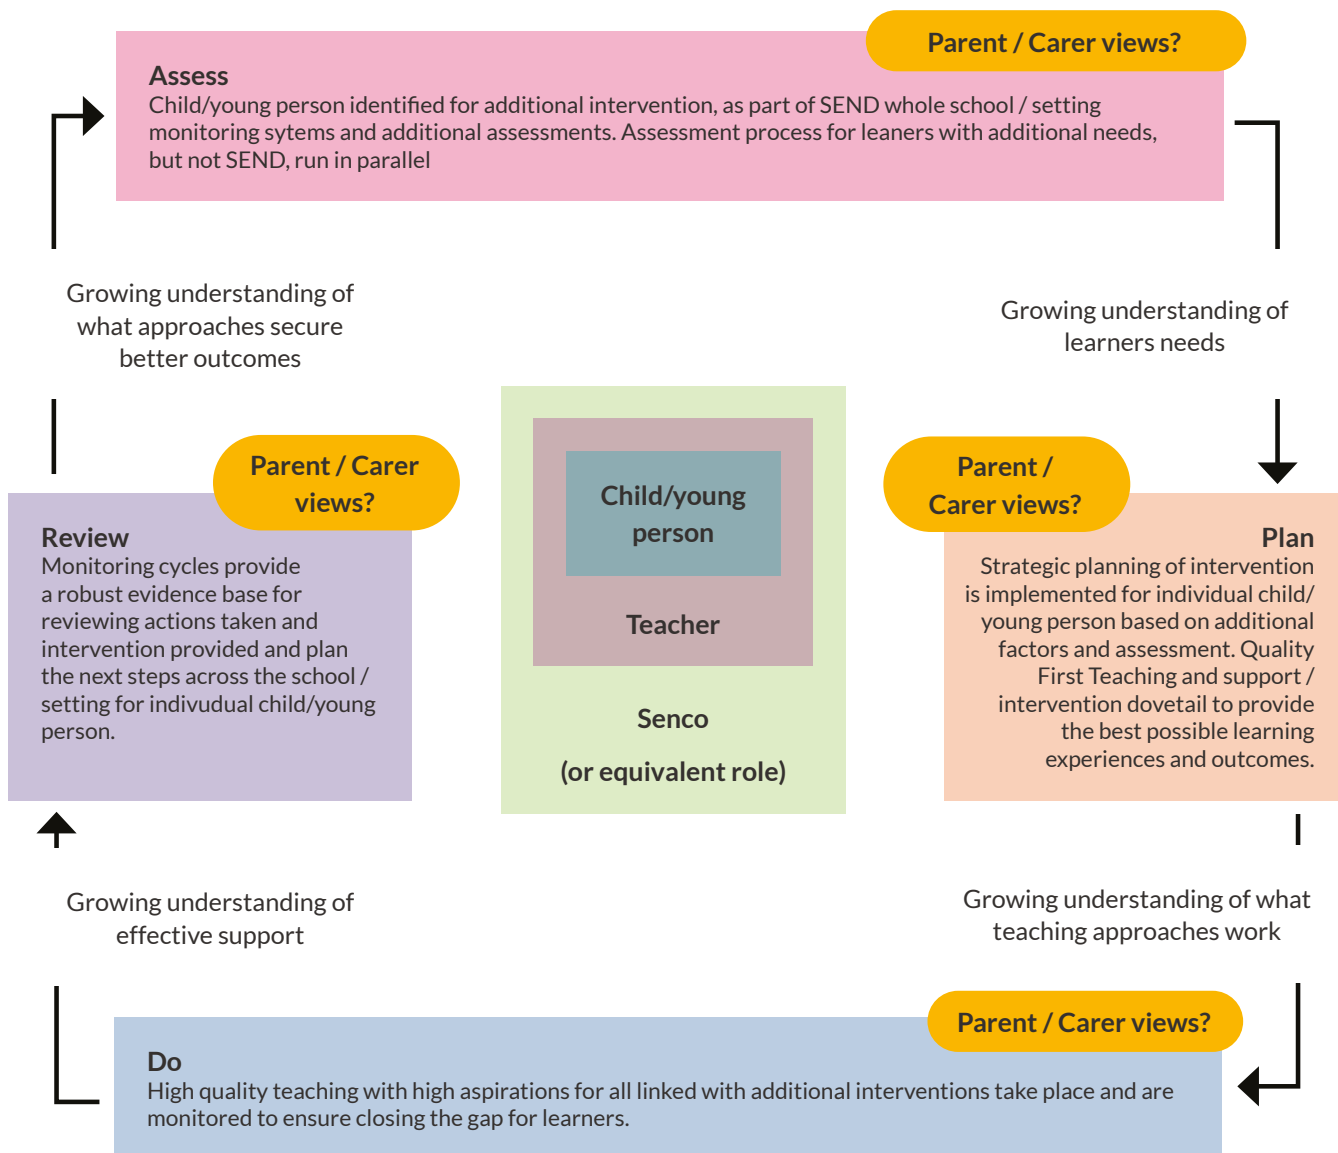 Parent / Carer views?
Assess
Child/young person identified for additional intervention, as part of SEND whole school / setting
monitoring sytems and additional assessments. Assessment process for leaners with additional needs,
but not SEND, run in parallel
Growing understanding of
what approaches secure
better outcomes
Growing understanding of
learners needs
Parent / Carer
views?
Review
Monitoring cycles provide
a robust evidence base for
reviewing actions taken and
intervention provided and plan
the next steps across the school /
setting for indivudual child/young
person.
Child/young
person
Teacher
Senco
(or equivalent role)
Parent /
Carer views?
Plan
Strategic planning of intervention
is implemented for individual child/
young person based on additional
factors and assessment. Quality
First Teaching and support /
intervention dovetail to provide
the best possible learning
experiences and outcomes.
Growing understanding of
effective support
Growing understanding of what
teaching approaches work
Parent / Carer views?
Do
High quality teaching with high aspirations for all linked with additional interventions take place and are
monitored to ensure closing the gap for learners.